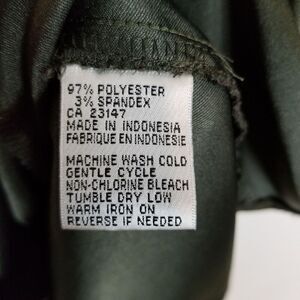 97% POLYESTER
3% SPANDEX
CA 23147
MADE IN INDONESIA
FABRIQUE EN INDONESIE
MACHINE WASH COLD
GENTLE CYCLE
NON-CHLORINE BLEACH
TUMBLE DRY LOW
WARM IRON ON
REVERSE IF NEEDED